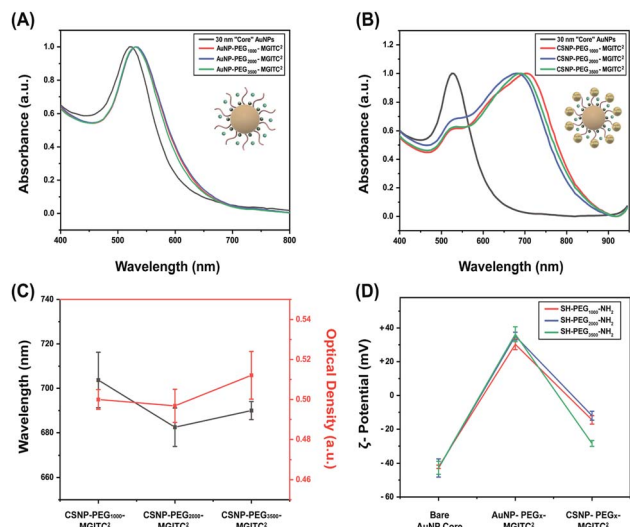 (A)
30 nm "Core" AuNPs
AuNP-PEG1000- MGITC2
AuNP-PEG2000- MGITC2
AuNP-PEG3500- MGITC2
Absorbance (a.u.)
1.0
0.8
0.6
0.4
0.2
0.0
400 500 600 700 800
Wavelength (nm)
(B)
30 nm "Core" AuNPs
CSNP-PEG1000- MGITC2
CSNP-PEG2000- MGITC2
CSNP-PEG3500- MGITC2
Absorbance (a.u.)
1.0
0.8
0.6
0.4
0.2
0.0
400 500 600 700 800 900
Wavelength (nm)
(C)
Wavelength (nm)
740
720
700
680
660
Optical Density (a.u.)
0.54
0.52
0.50
0.48
0.46
CSNP-PEG1000- CSNP-PEG2000- CSNP-PEG3500-
MGITC2 MGITC2 MGITC2
(D)
SH-PEG1000-NH2
SH-PEG2000-NH2
SH-PEG3500-NH2
ζ- Potential (mV)
+40
+20
0
-20
-40
-60
Bare AuNP- PEGX- CSNP- PEGX-
AuNP Core MGITC2 MGITC2